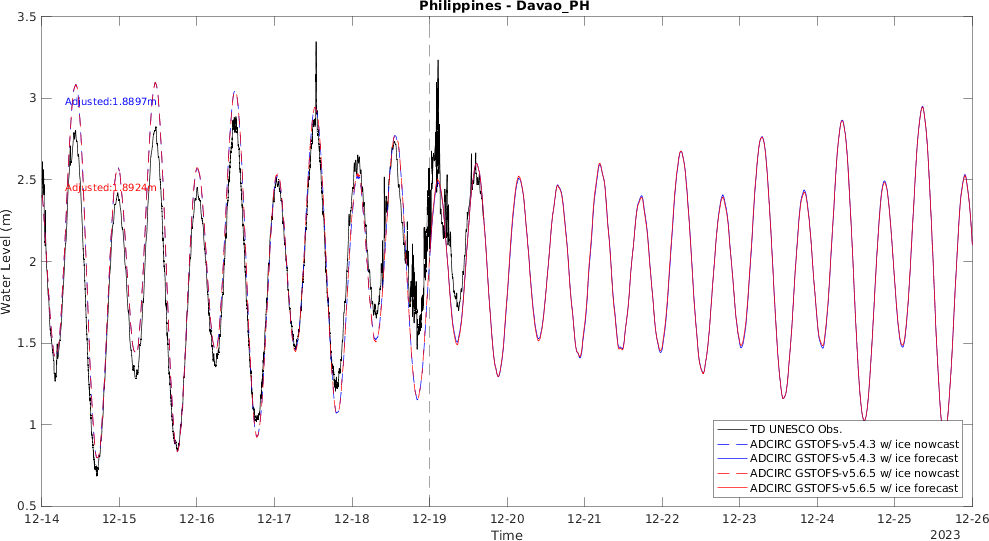 Philippines - Davao_PH
3.5
3
2.5
2
1.5
1
0.5
Water Level (m)
Adjusted:1.8897m
Adjusted:1.8924m
TD UNESCO Obs.
ADCIRC GSTOFS-v5.4.3 w/ ice nowcast
ADCIRC GSTOFS-v5.4.3 w/ ice forecast
ADCIRC GSTOFS-v5.6.5 w/ ice nowcast
ADCIRC GSTOFS-v5.6.5 w/ ice forecast
12-14 12-15 12-16 12-17 12-18 12-19 12-20 12-21 12-22 12-23 12-24 12-25 12-26
Time
2023